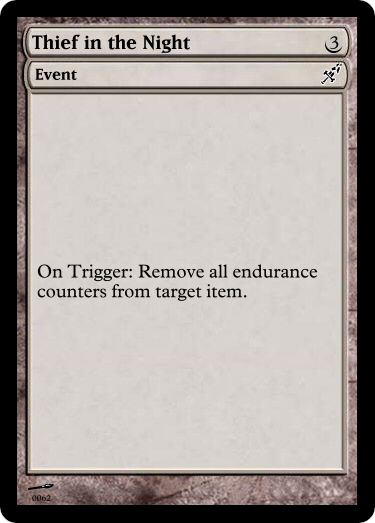 Thief in the Night 3
Event
On Trigger: Remove all endurance
counters from target item.
0062